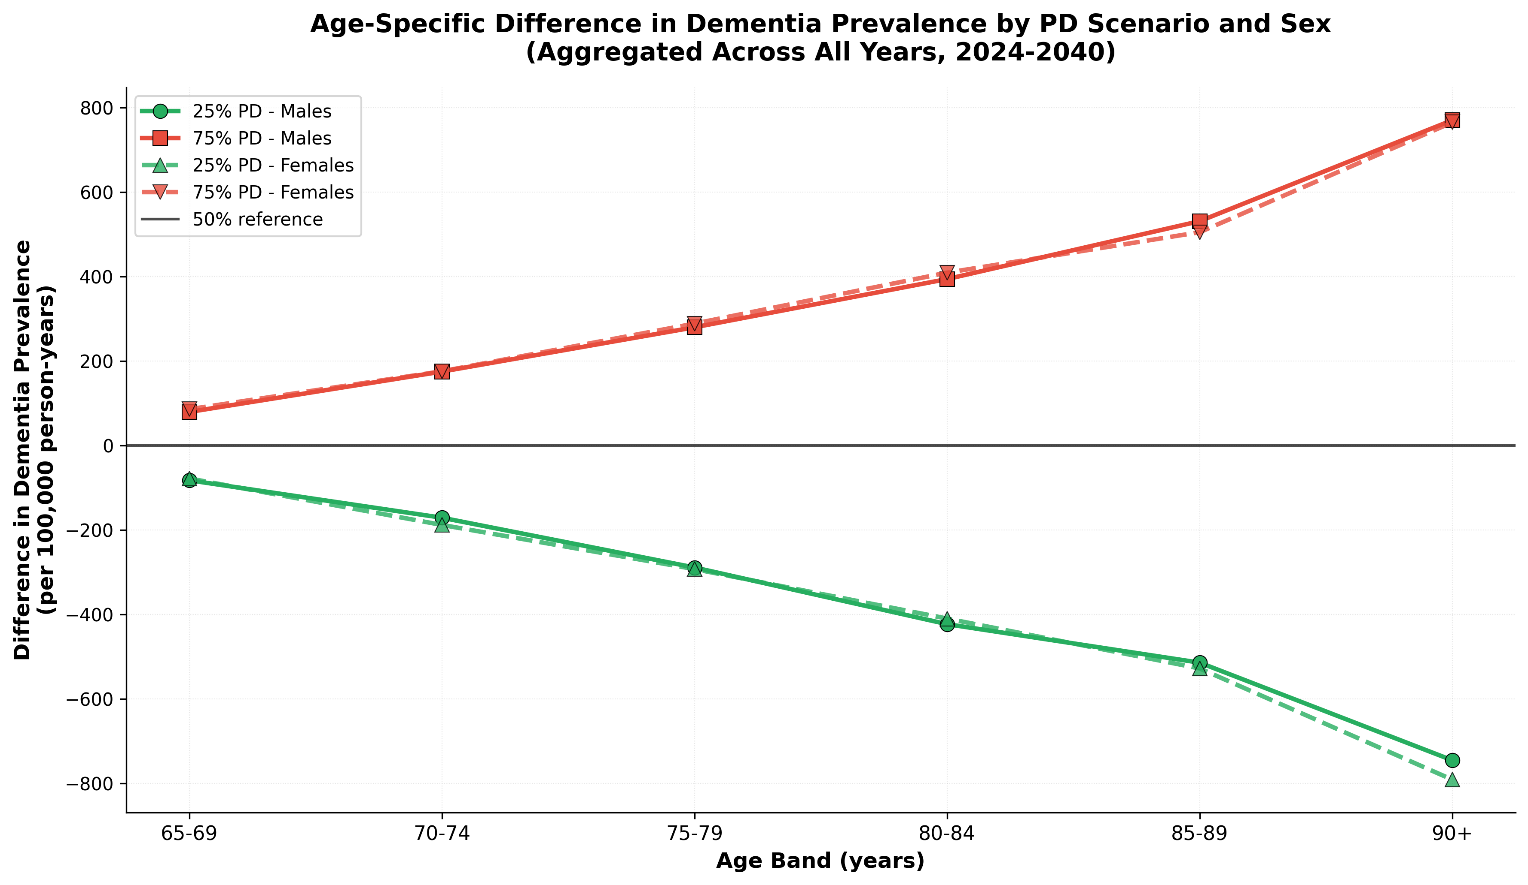 Age-Specific Difference in Dementia Prevalence by PD Scenario and Sex
(Aggregated Across All Years, 2024-2040)
25% PD - Males
75% PD - Males
25% PD - Females
75% PD - Females
50% reference
Difference in Dementia Prevalence
(per 100,000 person-years)
800
600
400
200
0
−200
−400
−600
−800
65-69
70-74
75-79
80-84
85-89
90+
Age Band (years)